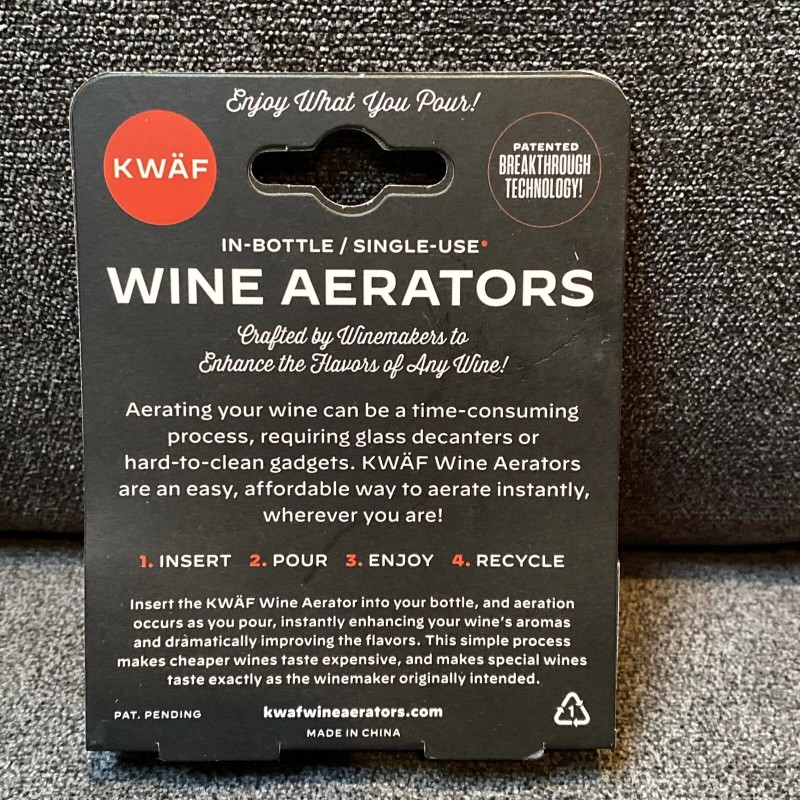 Enjoy What You Pour!
KWÄF
PATENTED
BREAKTHROUGH
TECHNOLOGY!
IN-BOTTLE / SINGLE-USE*
WINE AERATORS
Crafted by Winemakers to
Enhance the Flavors of Any Wine!
Aerating your wine can be a time-consuming
process, requiring glass decanters or
hard-to-clean gadgets. KWÄF Wine Aerators
are an easy, affordable way to aerate instantly,
wherever you are!
1. INSERT 2. POUR 3. ENJOY 4. RECYCLE
Insert the KWÄF Wine Aerator into your bottle, and aeration
occurs as you pour, instantly enhancing your wine's aromas
and dramatically improving the flavors. This simple process
makes cheaper wines taste expensive, and makes special wines
taste exactly as the winemaker originally intended.
PAT. PENDING
kwafwineaerators.com
MADE IN CHINA
1